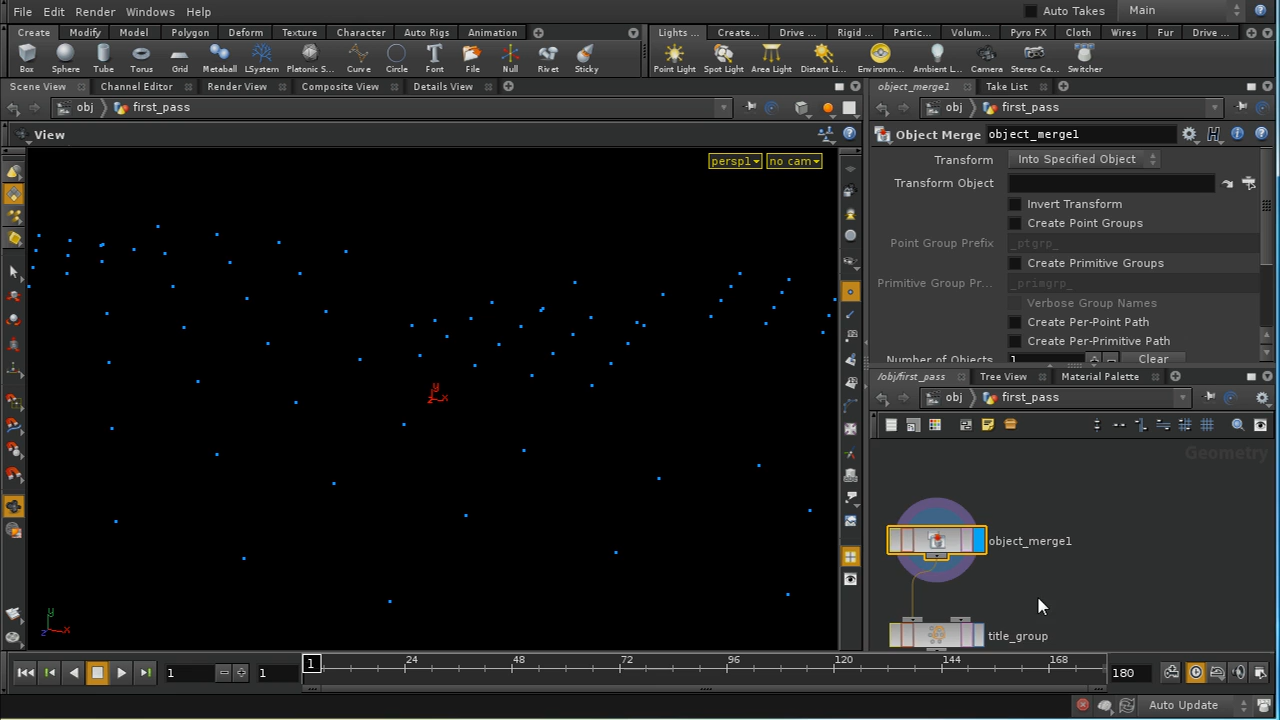 File Edit Render Windows Help Auto Takes Main
Create Modify Model Polygon Deform Texture Character Auto Rigs Animation Lights ... Create... Drive ... Rigid ... Partic... Volum... Pyro FX Cloth Wires Fur Drive ...
Box Sphere Tube Torus Grid Metaball LSystem Platonic S... Curve Circle Font File Null Rivet Sticky Point Light Spot Light Area Light Distant Li... Environm... Ambient L... Camera Stereo Ca... Switcher
Scene View Channel Editor Render View Composite View Details View object_merge1 Take List
obj first_pass obj first_pass
View Object Merge object_merge1
persp1 no cam
Transform Into Specified Object
Transform Object
Invert Transform
Create Point Groups
Point Group Prefix _ptgrp_
Create Primitive Groups
Primitive Group Pr... _primgrp_
Verbose Group Names
Create Per-Point Path
Create Per-Primitive Path
Number of Objects 1 Clear
/obj/first_pass Tree View Material Palette
obj first_pass
Geometry
object_merge1
title_group
y
z x
y
z x
1 1 1 24 48 72 96 120 144 168 180
Auto Update